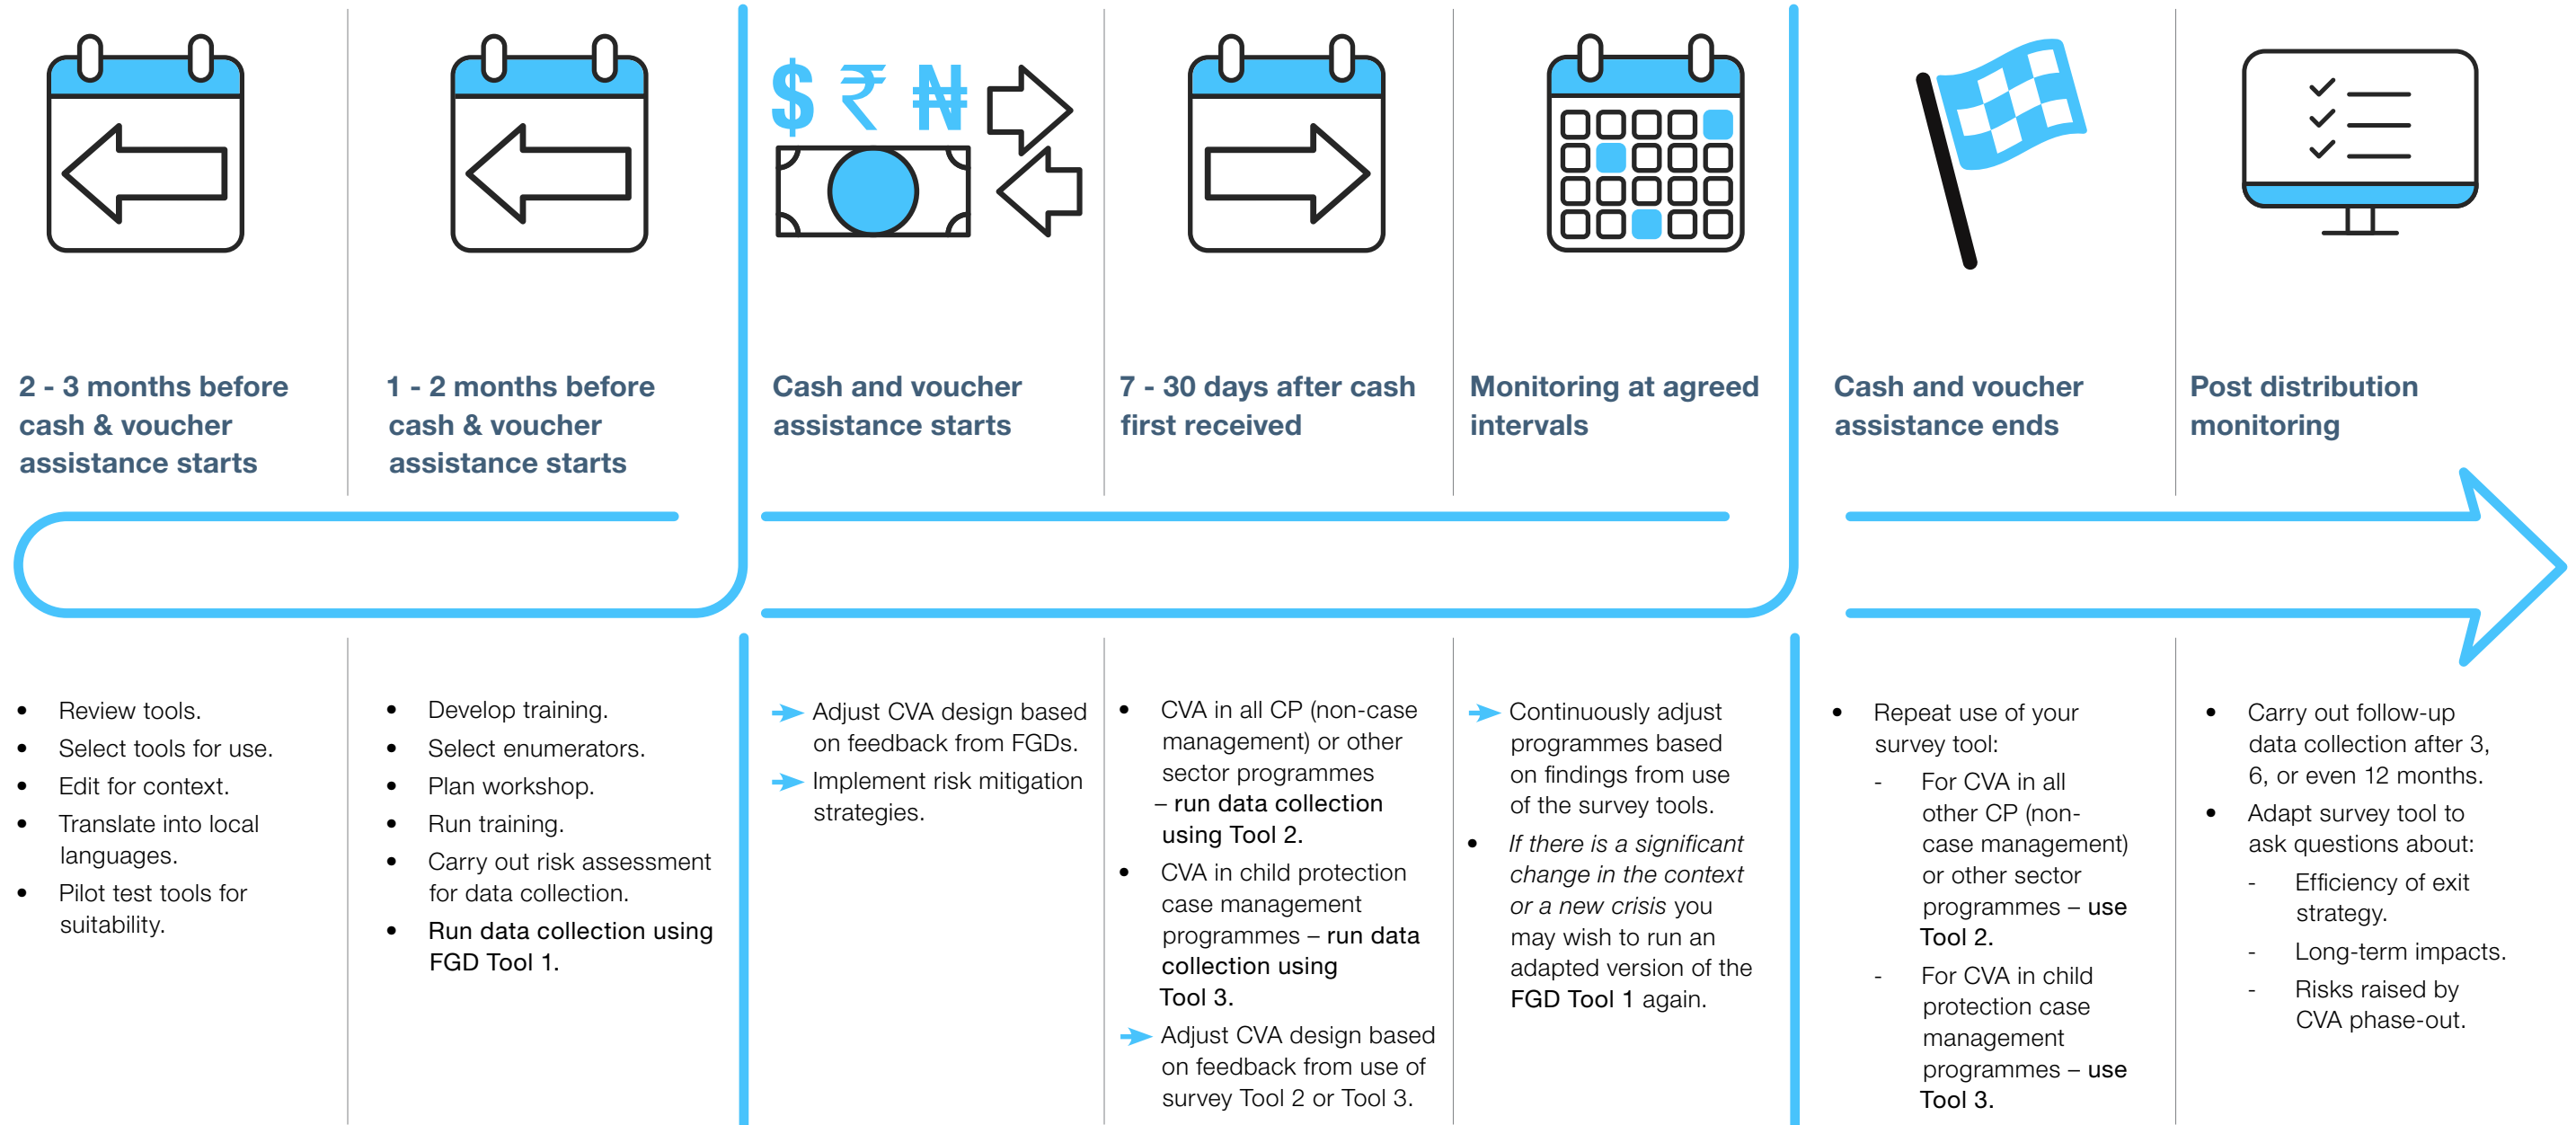 $ ₹ ₦
2 - 3 months before
cash & voucher
assistance starts
1 - 2 months before
cash & voucher
assistance starts
Cash and voucher
assistance starts
7 - 30 days after cash
first received
Monitoring at agreed
intervals
Cash and voucher
assistance ends
Post distribution
monitoring
• Review tools.
• Select tools for use.
• Edit for context.
• Translate into local
languages.
• Pilot test tools for
suitability.
• Develop training.
• Select enumerators.
• Plan workshop.
• Run training.
• Carry out risk assessment
for data collection.
• Run data collection using
FGD Tool 1.
Adjust CVA design based
on feedback from FGDs.
Implement risk mitigation
strategies.
• CVA in all CP (non-case
management) or other
sector programmes
– run data collection
using Tool 2.
• CVA in child protection
case management
programmes – run data
collection using
Tool 3.
Adjust CVA design based
on feedback from use of
survey Tool 2 or Tool 3.
Continuously adjust
programmes based
on findings from use
of the survey tools.
• If there is a significant
change in the context
or a new crisis you
may wish to run an
adapted version of the
FGD Tool 1 again.
• Repeat use of your
survey tool:
- For CVA in all
other CP (non-
case management)
or other sector
programmes – use
Tool 2.
- For CVA in child
protection case
management
programmes – use
Tool 3.
• Carry out follow-up
data collection after 3,
6, or even 12 months.
• Adapt survey tool to
ask questions about:
- Efficiency of exit
strategy.
- Long-term impacts.
- Risks raised by
CVA phase-out.